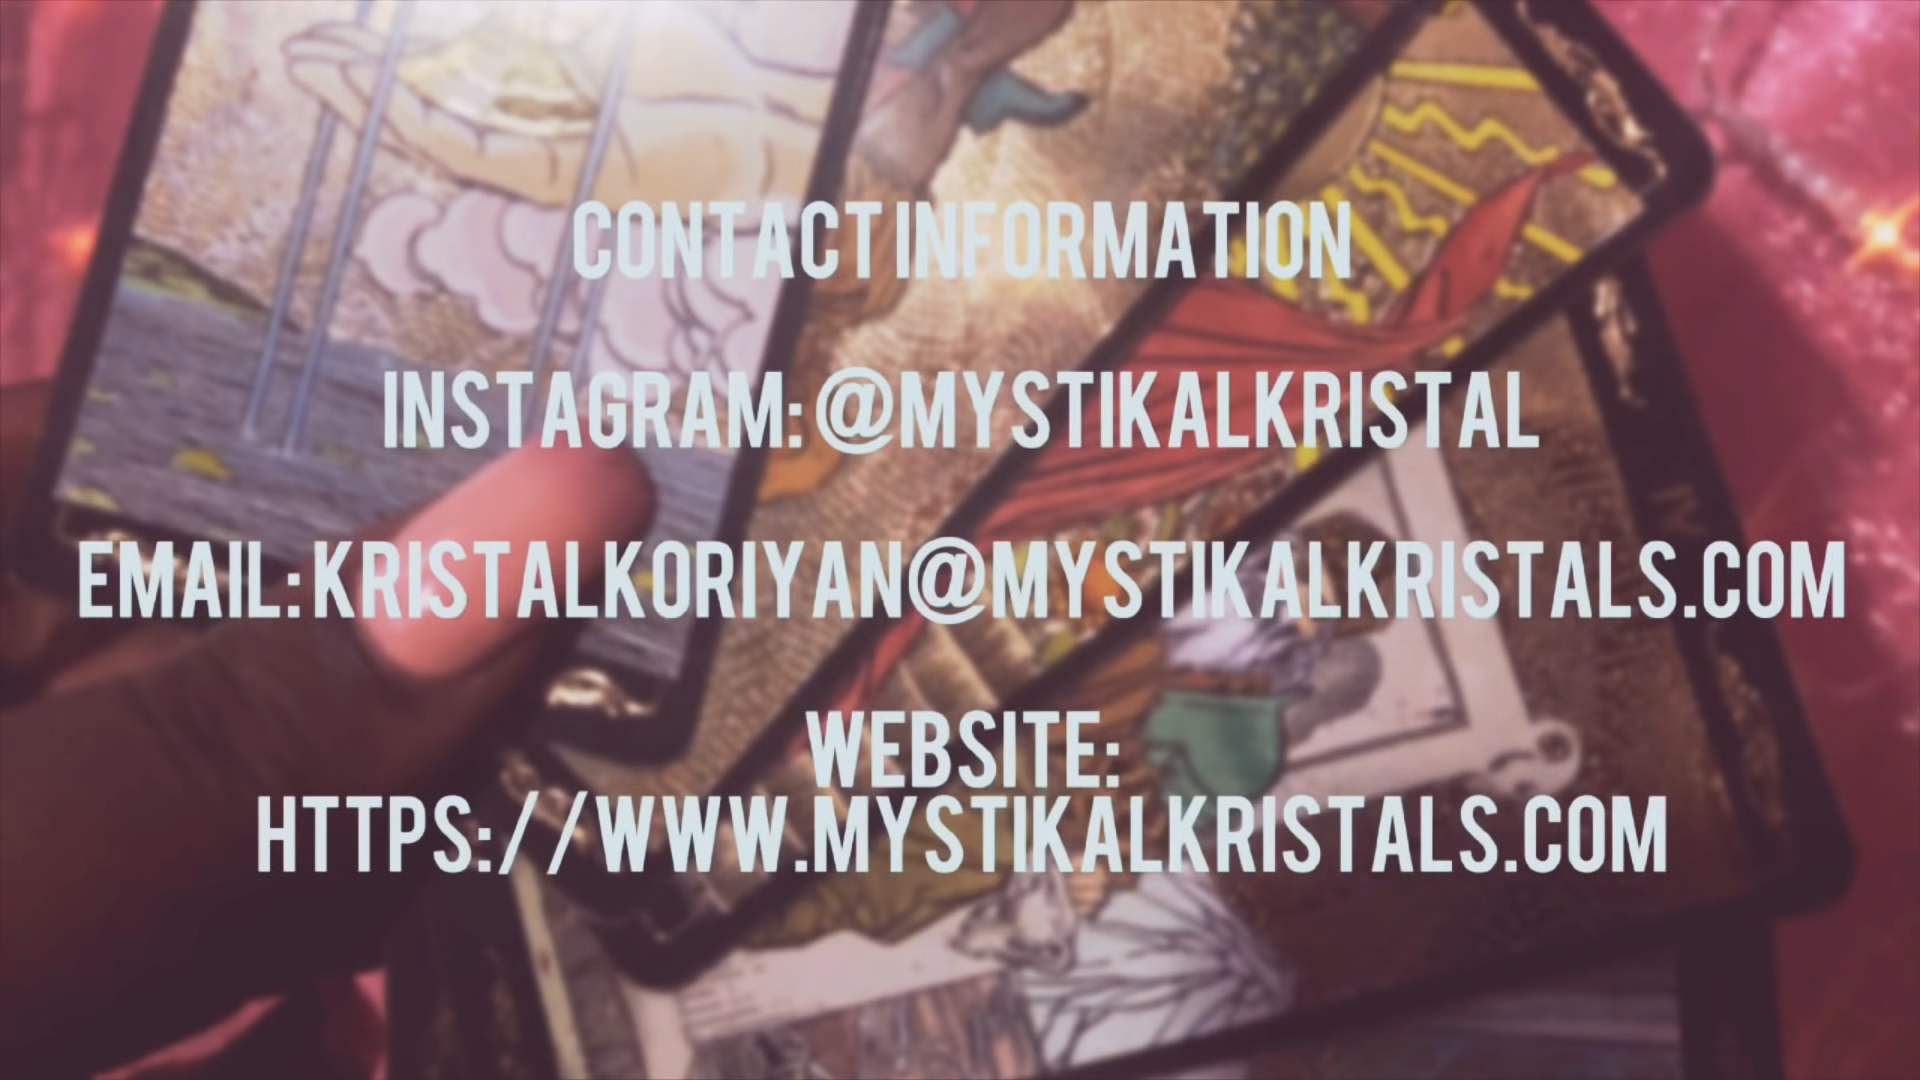 CONTACT INFORMATION
INSTAGRAM: @MYSTIKALKRISTAL
EMAIL: KRISTALKORIYAN@MYSTIKALKRISTALS.COM
WEBSITE:
HTTPS://WWW.MYSTIKALKRISTALS.COM